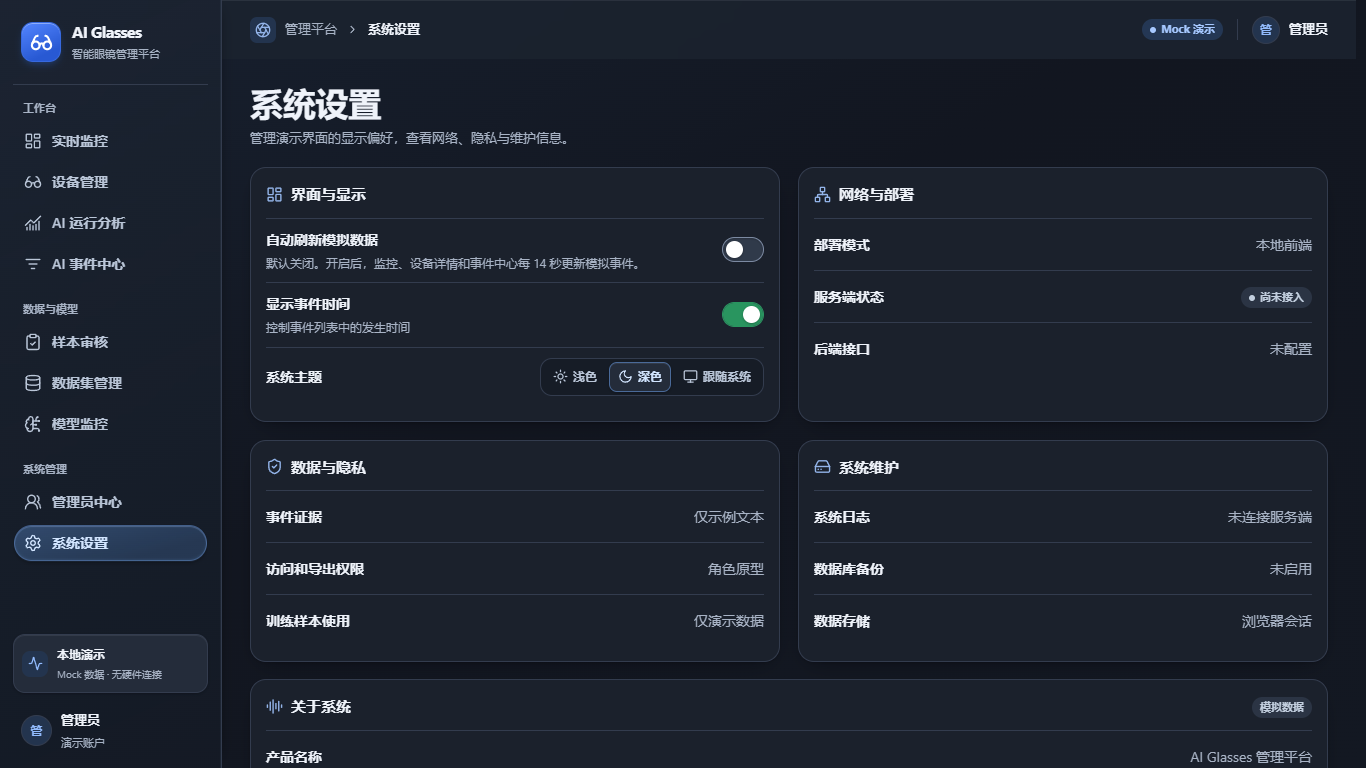 AI Glasses
智能眼镜管理平台
工作台
实时监控
设备管理
AI 运行分析
AI 事件中心
数据与模型
样本审核
数据集管理
模型监控
系统管理
管理员中心
系统设置
本地演示
Mock 数据 · 无硬件连接
管 管理员
演示账户
管理平台 › 系统设置
Mock 演示
管 管理员
系统设置
管理演示界面的显示偏好，查看网络、隐私与维护信息。
界面与显示
自动刷新模拟数据
默认关闭。开启后，监控、设备详情和事件中心每 14 秒更新模拟事件。
显示事件时间
控制事件列表中的发生时间
系统主题 浅色 深色 跟随系统
网络与部署
部署模式 本地前端
服务端状态 尚未接入
后端接口 未配置
数据与隐私
事件证据 仅示例文本
访问和导出权限 角色原型
训练样本使用 仅演示数据
系统维护
系统日志 未连接服务端
数据库备份 未启用
数据存储 浏览器会话
关于系统 模拟数据
产品名称 AI Glasses 管理平台